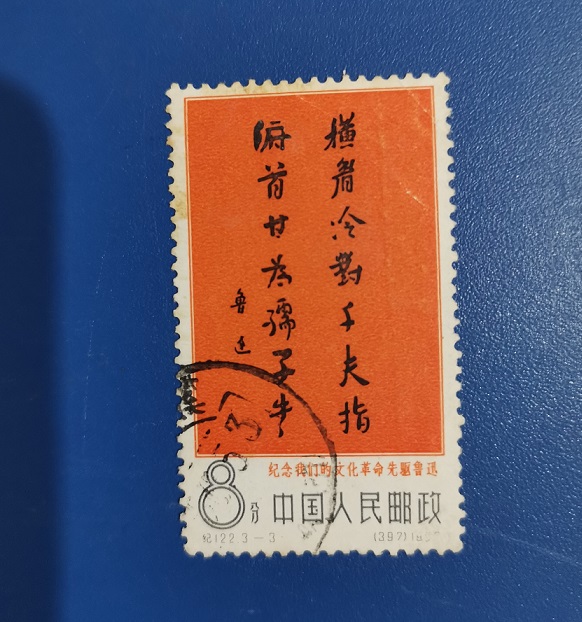 横眉冷對千夫指
俯首甘為孺子牛
鲁迅
纪念我们的文化革命先驱鲁迅
8分 中国人民邮政
纪122.3-3
(397)